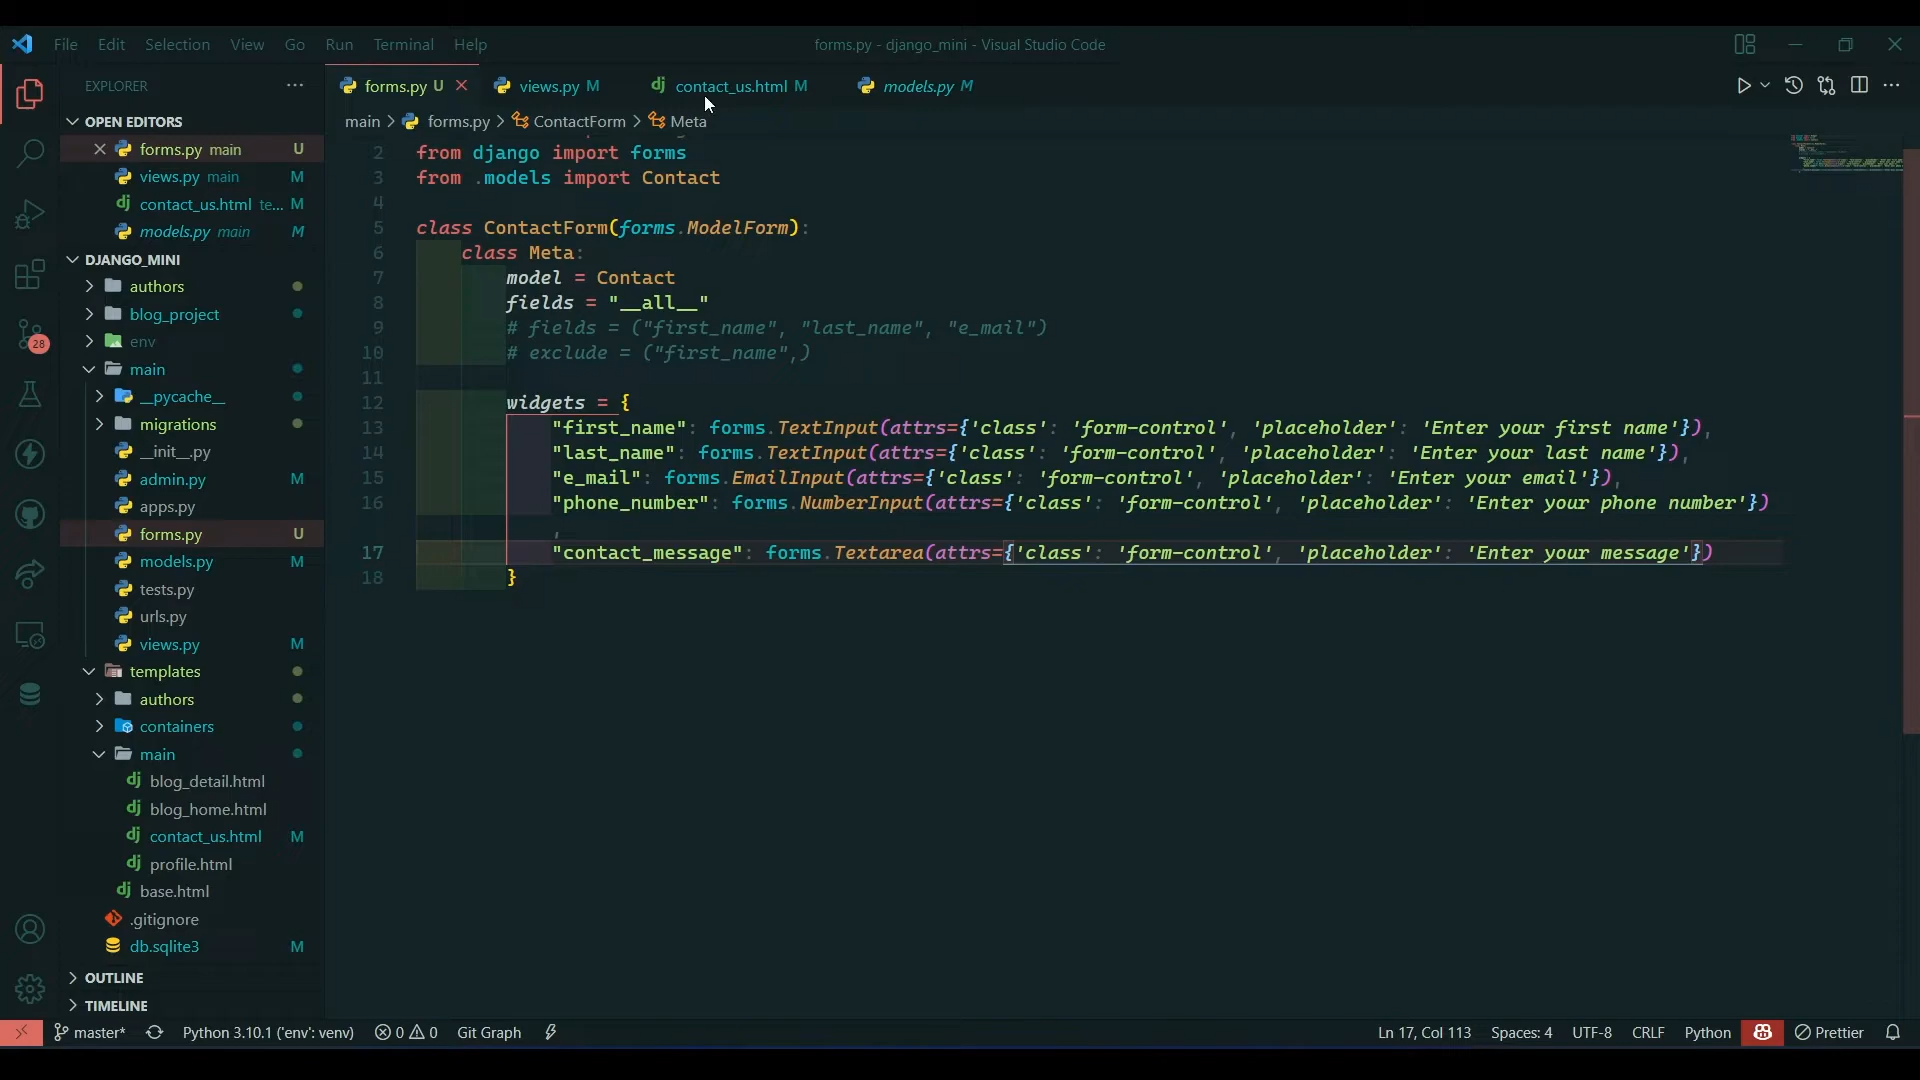 File Edit Selection View Go Run Terminal Help
forms.py - django_mini - Visual Studio Code
EXPLORER
forms.py U
views.py M
contact_us.html M
models.py M
main > forms.py > ContactForm > Meta
OPEN EDITORS
forms.py main U
views.py main M
contact_us.html te... M
models.py main M
DJANGO_MINI
authors
blog_project
env
main
__pycache__
migrations
__init__.py
admin.py M
apps.py
forms.py U
models.py M
tests.py
urls.py
views.py M
templates
authors
containers
main
blog_detail.html
blog_home.html
contact_us.html M
profile.html
base.html
.gitignore
db.sqlite3 M
OUTLINE
TIMELINE
28
2 from django import forms
3 from .models import Contact
4
5 class ContactForm(forms.ModelForm):
6 class Meta:
7 model = Contact
8 fields = "__all__"
9 # fields = ("first_name", "last_name", "e_mail")
10 # exclude = ("first_name",)
11
12 widgets = {
13 "first_name": forms.TextInput(attrs={'class': 'form-control', 'placeholder': 'Enter your first name'}),
14 "last_name": forms.TextInput(attrs={'class': 'form-control', 'placeholder': 'Enter your last name'}),
15 "e_mail": forms.EmailInput(attrs={'class': 'form-control', 'placeholder': 'Enter your email'}),
16 "phone_number": forms.NumberInput(attrs={'class': 'form-control', 'placeholder': 'Enter your phone number'})
,
17 "contact_message": forms.Textarea(attrs={'class': 'form-control', 'placeholder': 'Enter your message'})
18 }
master* Python 3.10.1 ('env': venv) 0 0 Git Graph
Ln 17, Col 113 Spaces: 4 UTF-8 CRLF Python Prettier